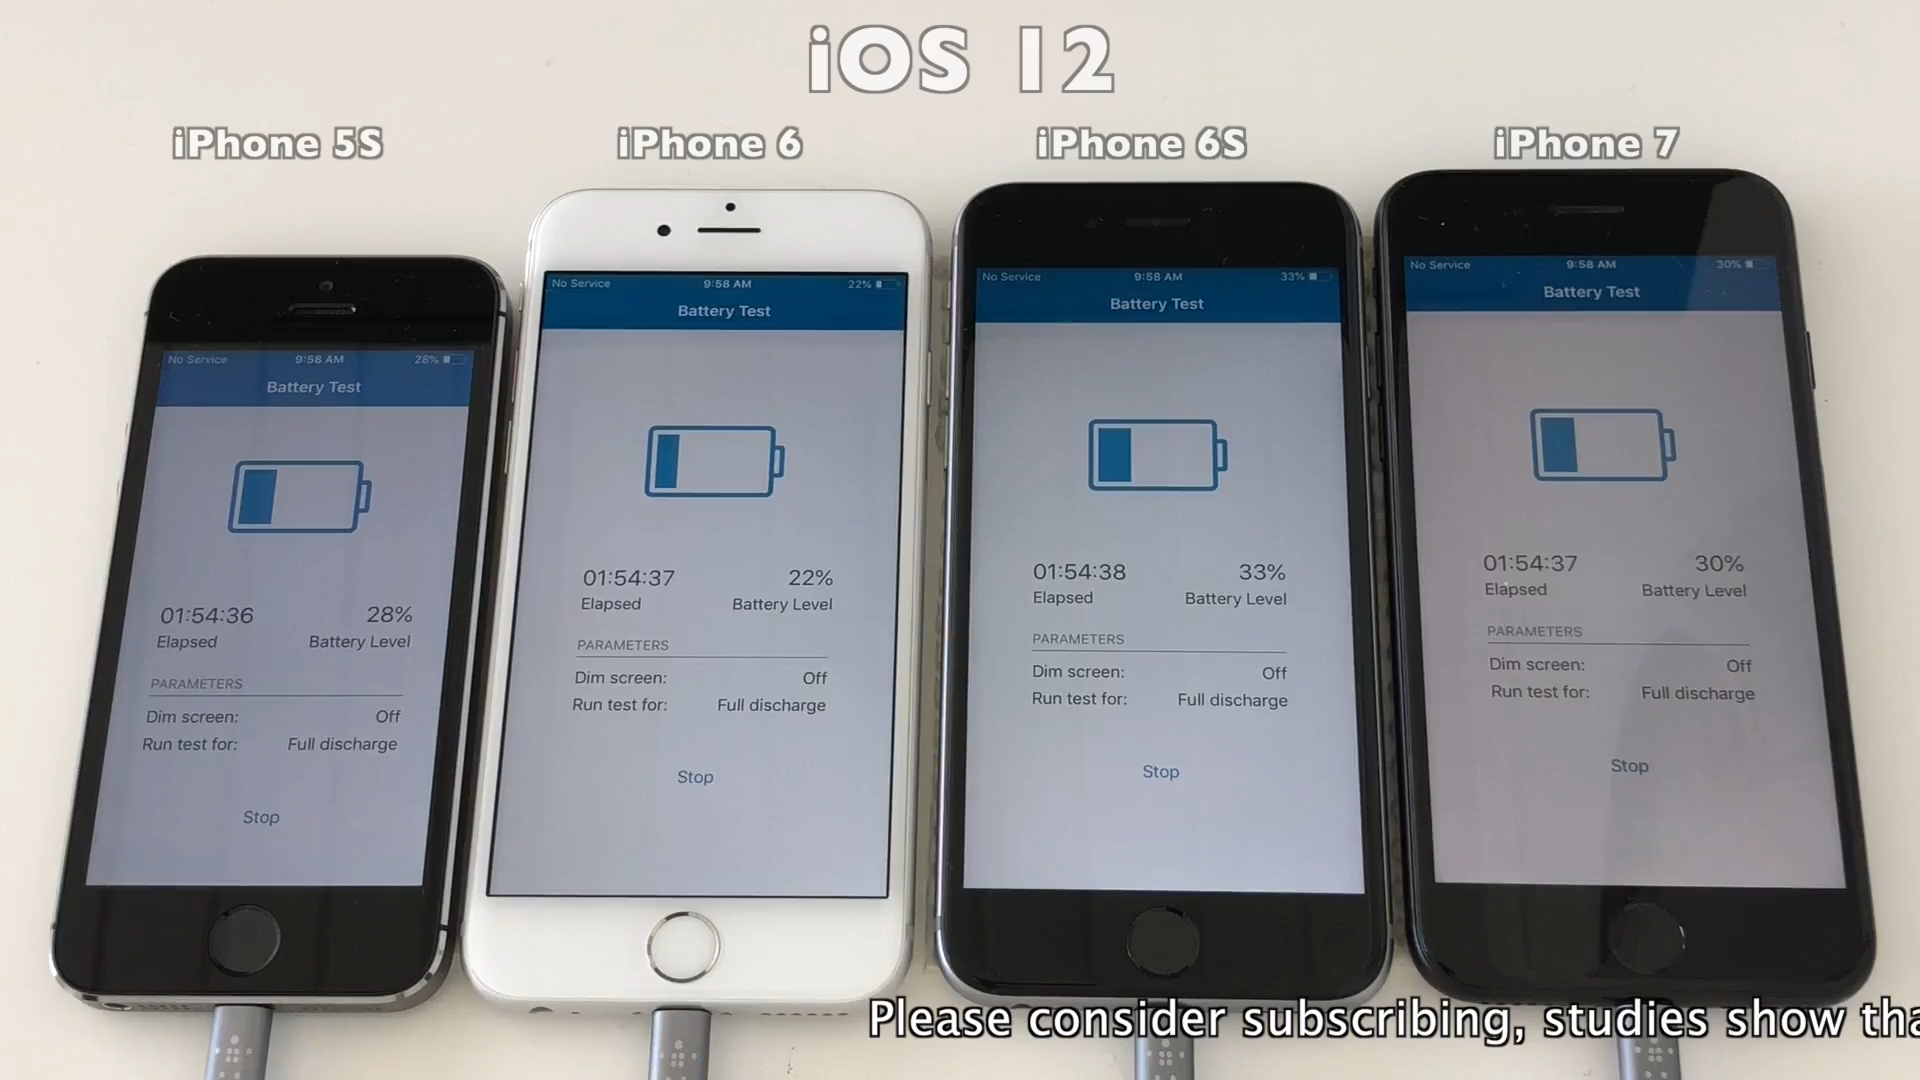 iOS 12
iPhone 5S
iPhone 6
iPhone 6S
iPhone 7
No Service 9:58 AM 28%
Battery Test
01:54:36 28%
Elapsed Battery Level
PARAMETERS
Dim screen: Off
Run test for: Full discharge
Stop
No Service 9:58 AM 22%
Battery Test
01:54:37 22%
Elapsed Battery Level
PARAMETERS
Dim screen: Off
Run test for: Full discharge
Stop
No Service 9:58 AM 33%
Battery Test
01:54:38 33%
Elapsed Battery Level
PARAMETERS
Dim screen: Off
Run test for: Full discharge
Stop
No Service 9:58 AM 30%
Battery Test
01:54:37 30%
Elapsed Battery Level
PARAMETERS
Dim screen: Off
Run test for: Full discharge
Stop
Please consider subscribing, studies show tha